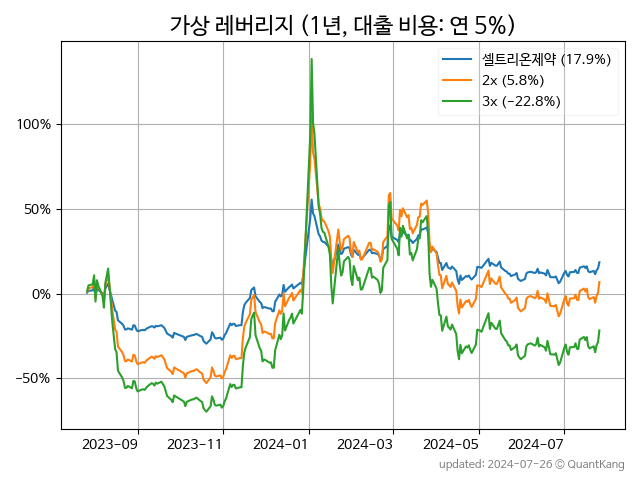 가상 레버리지 (1년, 대출 비용: 연 5%)
셀트리온제약 (17.9%)
2x (5.8%)
3x (−22.8%)
100%
50%
0%
−50%
2023-09 2023-11 2024-01 2024-03 2024-05 2024-07
updated: 2024-07-26 © QuantKang